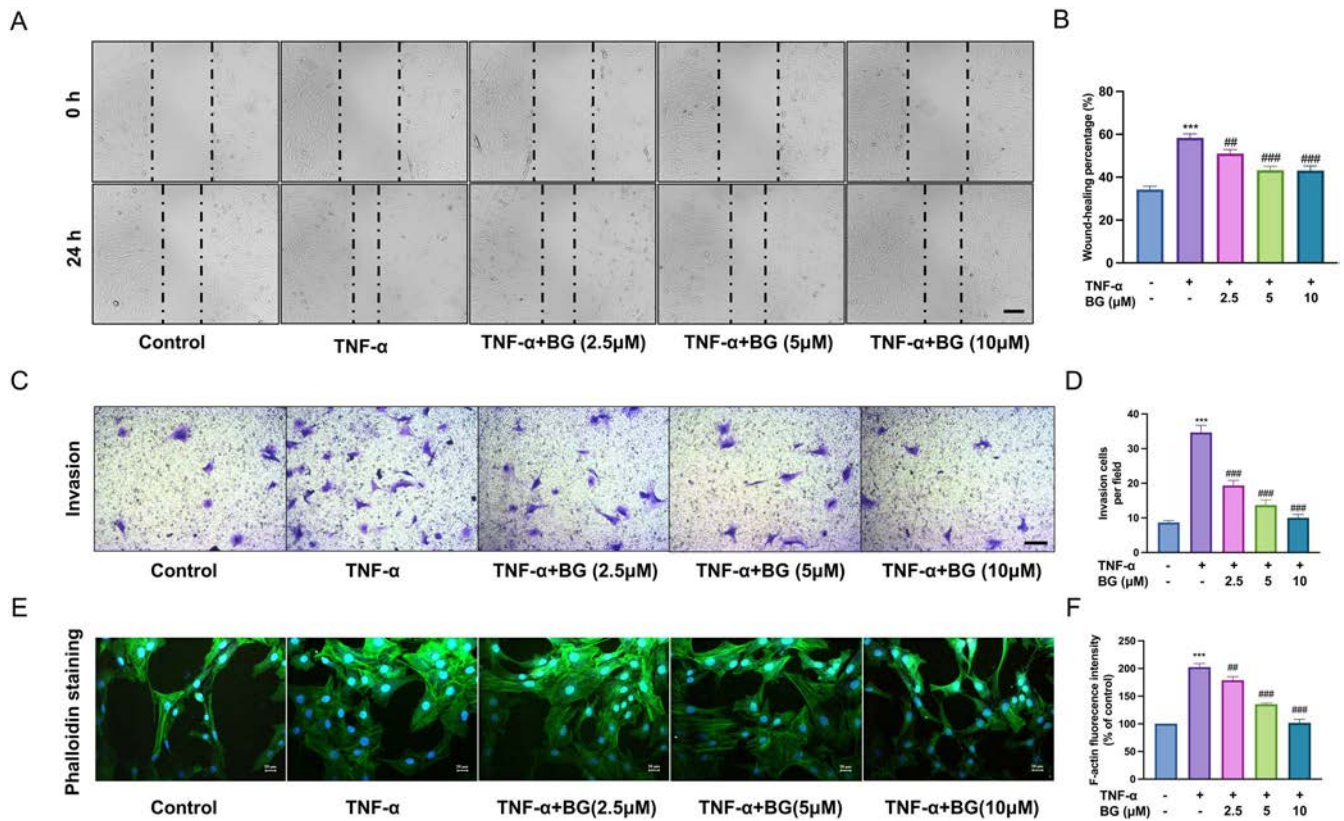 A
0 h
24 h
Control
TNF-α
TNF-α+BG (2.5μM)
TNF-α+BG (5μM)
TNF-α+BG (10μM)
B
Wound-healing percentage (%)
80
60
40
20
0
***
##
###
###
TNF-α - + + + +
BG (μM) - - 2.5 5 10
C
Invasion
Control
TNF-α
TNF-α+BG (2.5μM)
TNF-α+BG (5μM)
TNF-α+BG (10μM)
D
Invasion cells
per field
40
30
20
10
0
***
###
###
###
TNF-α - + + + +
BG (μM) - - 2.5 5 10
E
Phalloidin staining
Control
TNF-α
TNF-α+BG(2.5μM)
TNF-α+BG(5μM)
TNF-α+BG(10μM)
F
F-actin fluorecence intensity
(% of control)
250
200
150
100
50
0
***
##
###
###
TNF-α - + + + +
BG (μM) - - 2.5 5 10